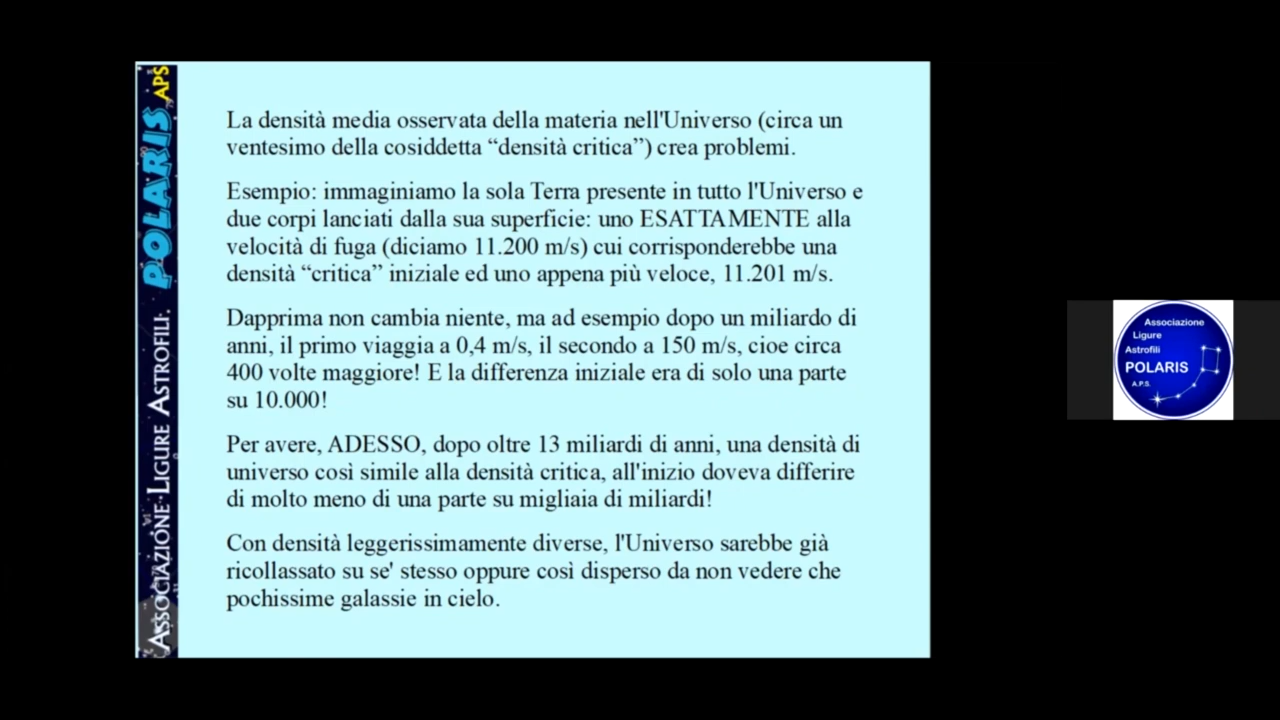 La densità media osservata della materia nell'Universo (circa un
ventesimo della cosiddetta “densità critica”) crea problemi.
Esempio: immaginiamo la sola Terra presente in tutto l'Universo e
due corpi lanciati dalla sua superficie: uno ESATTAMENTE alla
velocità di fuga (diciamo 11.200 m/s) cui corrisponderebbe una
densità “critica” iniziale ed uno appena più veloce, 11.201 m/s.
Dapprima non cambia niente, ma ad esempio dopo un miliardo di
anni, il primo viaggia a 0,4 m/s, il secondo a 150 m/s, cioe circa
400 volte maggiore! E la differenza iniziale era di solo una parte
su 10.000!
Per avere, ADESSO, dopo oltre 13 miliardi di anni, una densità di
universo così simile alla densità critica, all'inizio doveva differire
di molto meno di una parte su migliaia di miliardi!
Con densità leggerissimamente diverse, l'Universo sarebbe già
ricollassato su se' stesso oppure così disperso da non vedere che
pochissime galassie in cielo.
ASSOCIAZIONE LIGURE ASTROFILI POLARIS APS
Associazione
Ligure
Astrofili
POLARIS
A.P.S.